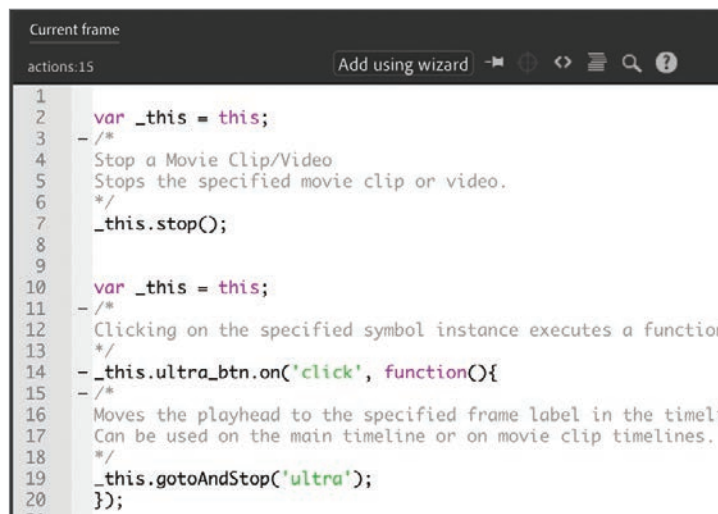 Current frame
actions:15
Add using wizard
1
2 var _this = this;
3 /*
4 Stop a Movie Clip/Video
5 Stops the specified movie clip or video.
6 */
7 _this.stop();
8
9
10 var _this = this;
11 /*
12 Clicking on the specified symbol instance executes a function
13 */
14 _this.ultra_btn.on('click', function(){
15 /*
16 Moves the playhead to the specified frame label in the timel
17 Can be used on the main timeline or on movie clip timelines.
18 */
19 _this.gotoAndStop('ultra');
20 });